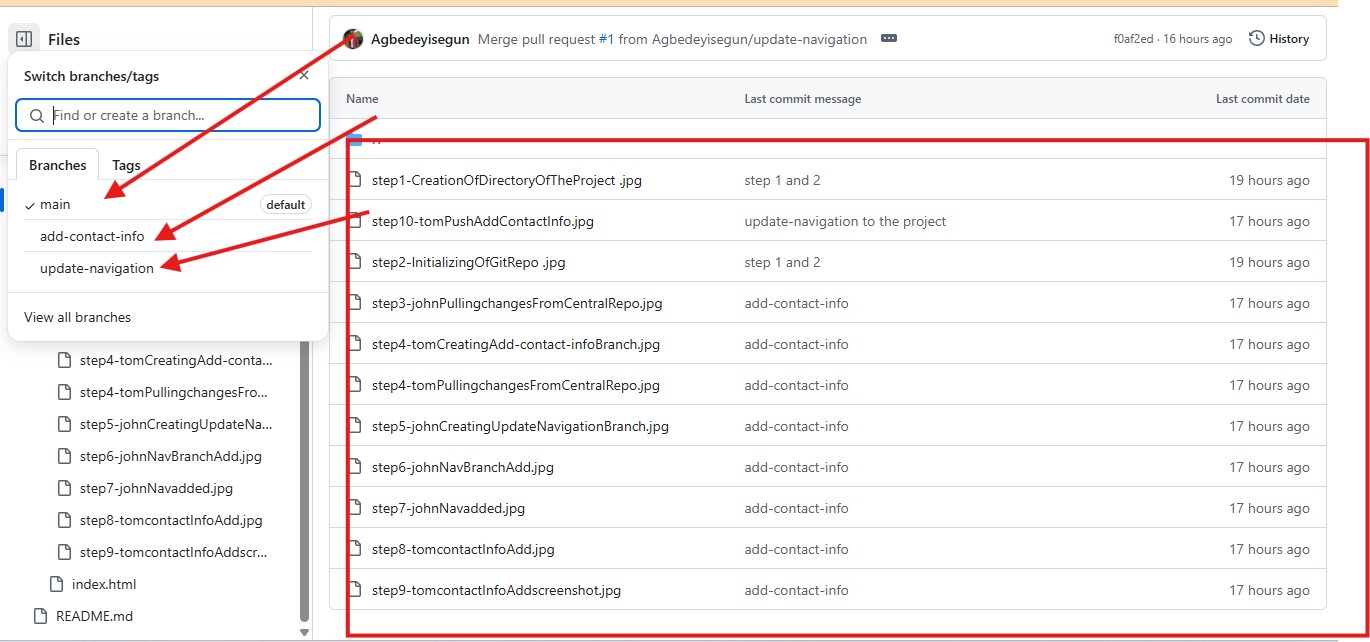 Files
Switch branches/tags
Find or create a branch...
Branches Tags
main default
add-contact-info
update-navigation
View all branches
step4-tomCreatingAdd-conta...
step4-tomPullingchangesFro...
step5-johnCreatingUpdateNa...
step6-johnNavBranchAdd.jpg
step7-johnNavadded.jpg
step8-tomcontactInfoAdd.jpg
step9-tomcontactInfoAddscr...
index.html
README.md
Agbedeyisegun Merge pull request #1 from Agbedeyisegun/update-navigation f0af2ed · 16 hours ago History
Name Last commit message Last commit date
..
step1-CreationOfDirectoryOfTheProject .jpg step 1 and 2 19 hours ago
step10-tomPushAddContactInfo.jpg update-navigation to the project 17 hours ago
step2-InitializingOfGitRepo .jpg step 1 and 2 19 hours ago
step3-johnPullingchangesFromCentralRepo.jpg add-contact-info 17 hours ago
step4-tomCreatingAdd-contact-infoBranch.jpg add-contact-info 17 hours ago
step4-tomPullingchangesFromCentralRepo.jpg add-contact-info 17 hours ago
step5-johnCreatingUpdateNavigationBranch.jpg add-contact-info 17 hours ago
step6-johnNavBranchAdd.jpg add-contact-info 17 hours ago
step7-johnNavadded.jpg add-contact-info 17 hours ago
step8-tomcontactInfoAdd.jpg add-contact-info 17 hours ago
step9-tomcontactInfoAddscreenshot.jpg add-contact-info 17 hours ago